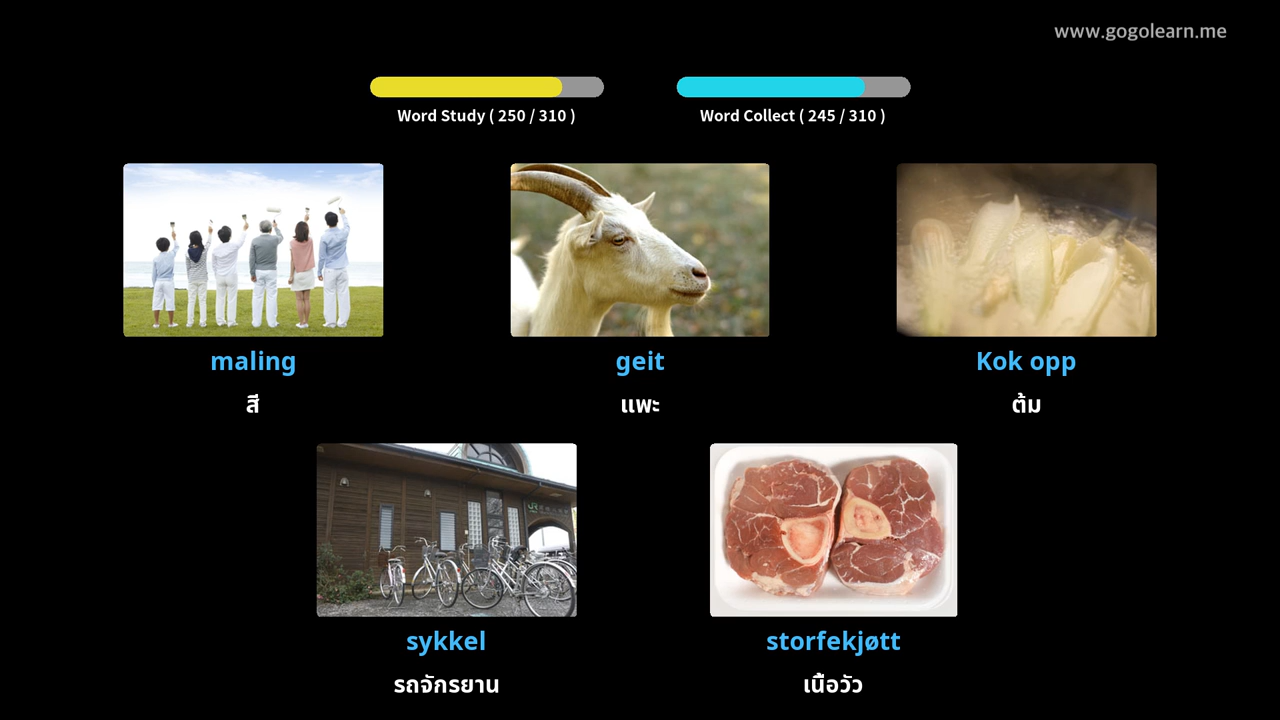 www.gogolearn.me
Word Study ( 250 / 310 )
Word Collect ( 245 / 310 )
maling
geit
Kok opp
สี
แพะ
ต้ม
sykkel
storfekjøtt
รถจักรยาน
เนื้อวัว